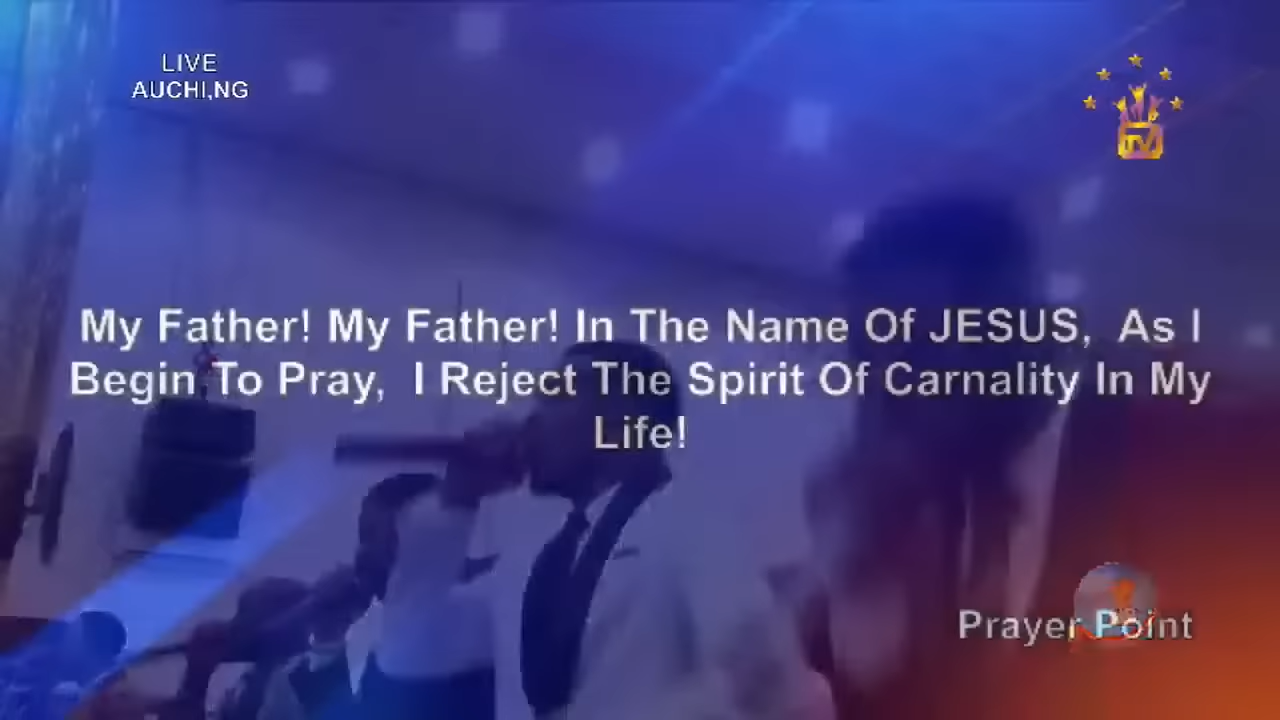 LIVE
AUCHI,NG
TV
My Father! My Father! In The Name Of JESUS, As I
Begin To Pray, I Reject The Spirit Of Carnality In My
Life!
Prayer Point